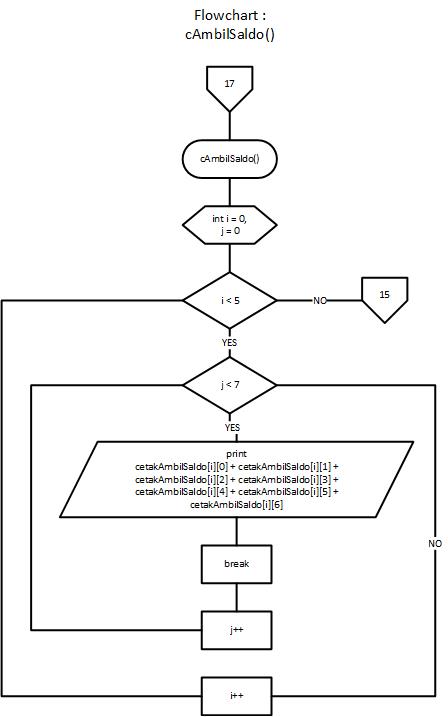 Flowchart :
cAmbilSaldo()
17
cAmbilSaldo()
int i = 0,
j = 0
i < 5
NO
15
YES
j < 7
YES
print
cetakAmbilSaldo[i][0] + cetakAmbilSaldo[i][1] +
cetakAmbilSaldo[i][2] + cetakAmbilSaldo[i][3] +
cetakAmbilSaldo[i][4] + cetakAmbilSaldo[i][5] +
cetakAmbilSaldo[i][6]
NO
break
j++
i++